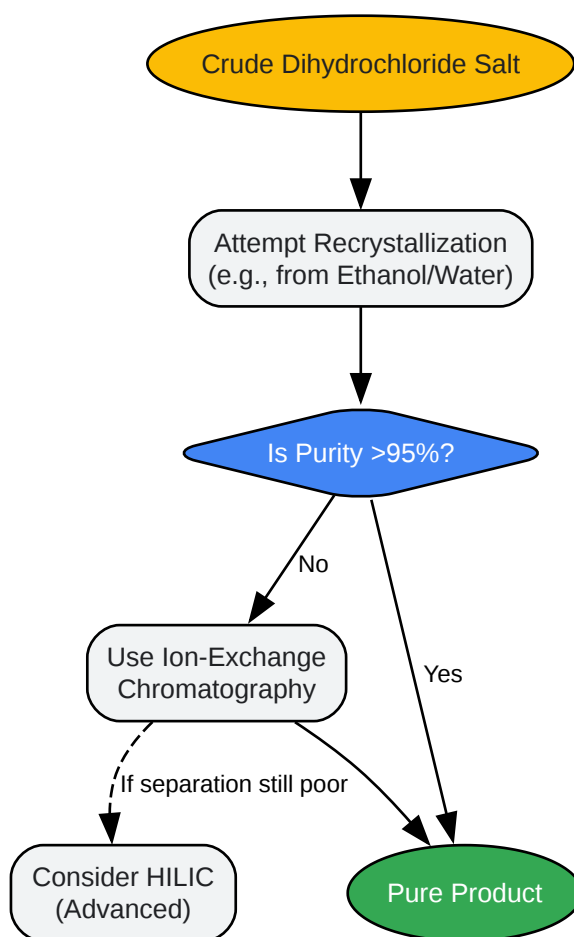 Crude Dihydrochloride Salt
Attempt Recrystallization
(e.g., from Ethanol/Water)
Is Purity >95%?
No
Use Ion-Exchange
Chromatography
Yes
If separation still poor
Consider HILIC
(Advanced)
Pure Product